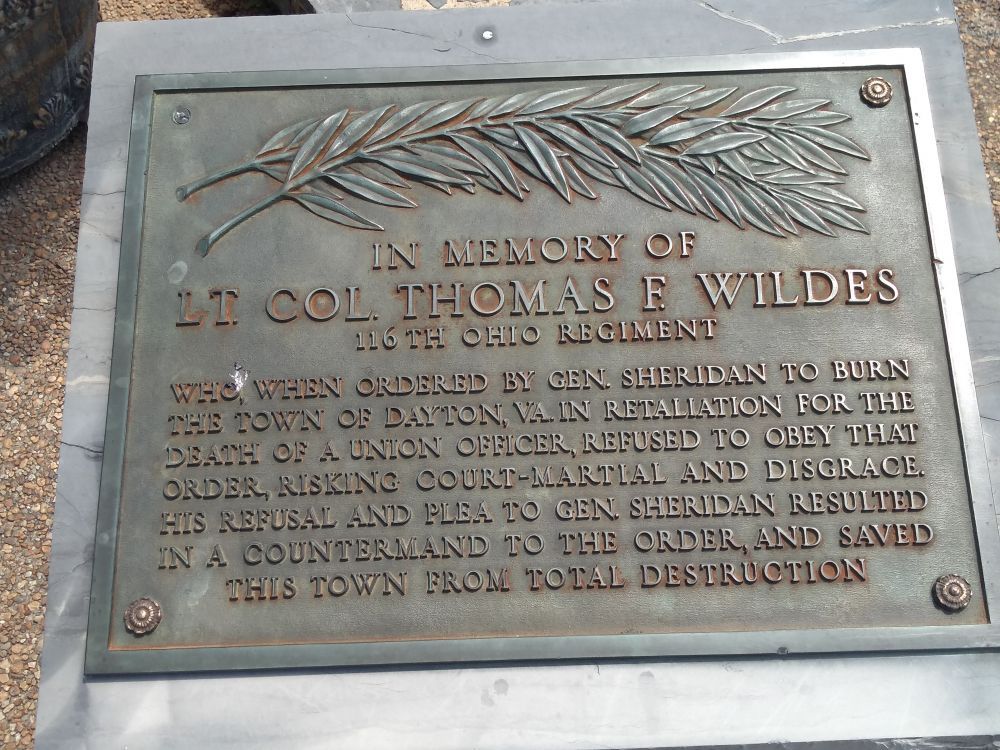 IN MEMORY OF
LT. COL. THOMAS F. WILDES
116TH OHIO REGIMENT
WHO, WHEN ORDERED BY GEN. SHERIDAN TO BURN
THE TOWN OF DAYTON, VA. IN RETALIATION FOR THE
DEATH OF A UNION OFFICER, REFUSED TO OBEY THAT
ORDER, RISKING COURT-MARTIAL AND DISGRACE.
HIS REFUSAL AND PLEA TO GEN. SHERIDAN RESULTED
IN A COUNTERMAND TO THE ORDER, AND SAVED
THIS TOWN FROM TOTAL DESTRUCTION